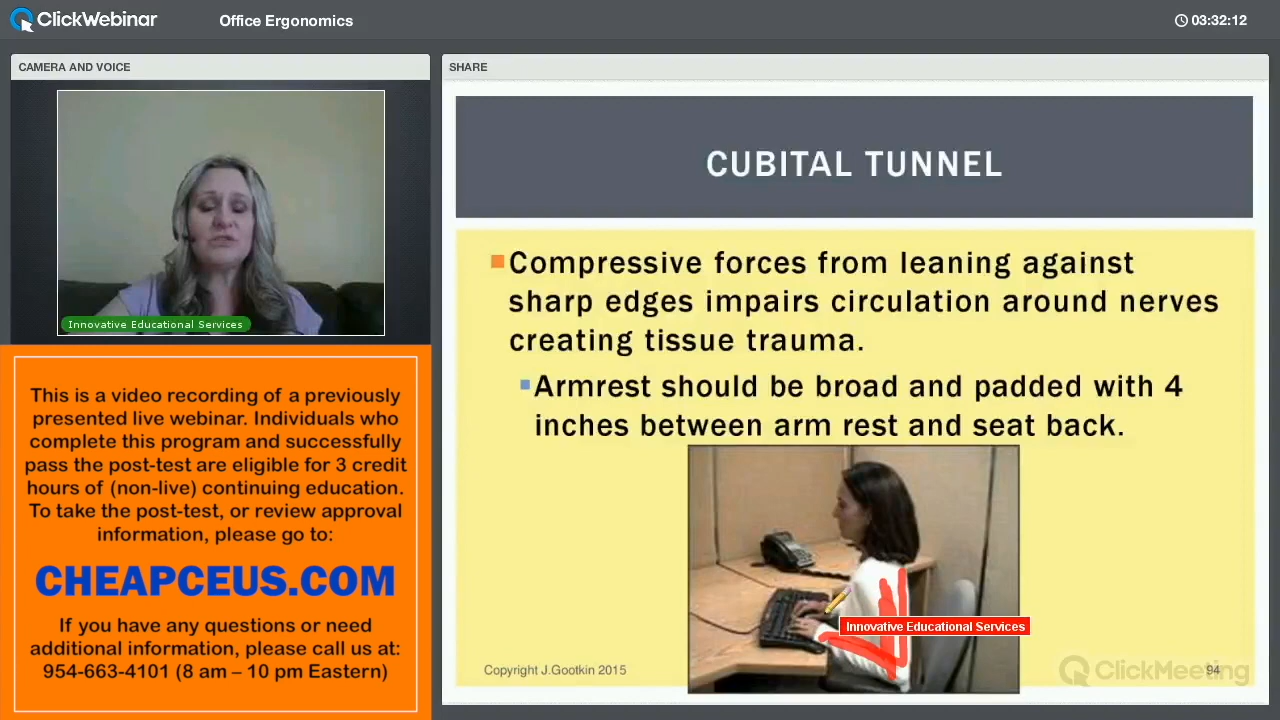 ClickWebinar
Office Ergonomics
03:32:12
CAMERA AND VOICE
Innovative Educational Services
This is a video recording of a previously
presented live webinar. Individuals who
complete this program and successfully
pass the post-test are eligible for 3 credit
hours of (non-live) continuing education.
To take the post-test, or review approval
information, please go to:
CHEAPCEUS.COM
If you have any questions or need
additional information, please call us at:
954-663-4101 (8 am – 10 pm Eastern)
SHARE
CUBITAL TUNNEL
Compressive forces from leaning against
sharp edges impairs circulation around nerves
creating tissue trauma.
Armrest should be broad and padded with 4
inches between arm rest and seat back.
Innovative Educational Services
Copyright J.Gootkin 2015
ClickMeeting
94